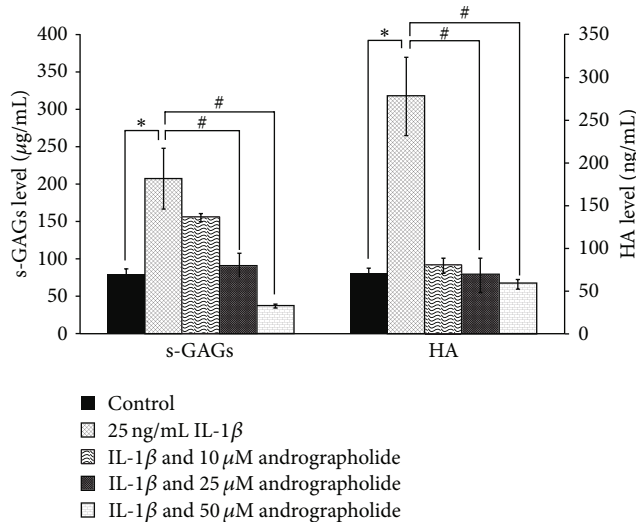 # #
* #
400 350
350 300
300 250
250 200
200 150
150 100
100 50
50 0
0
# # *
s-GAGs level (μg/mL)
HA level (ng/mL)
s-GAGs HA
Control
25 ng/mL IL-1β
IL-1β and 10 μM andrographolide
IL-1β and 25 μM andrographolide
IL-1β and 50 μM andrographolide